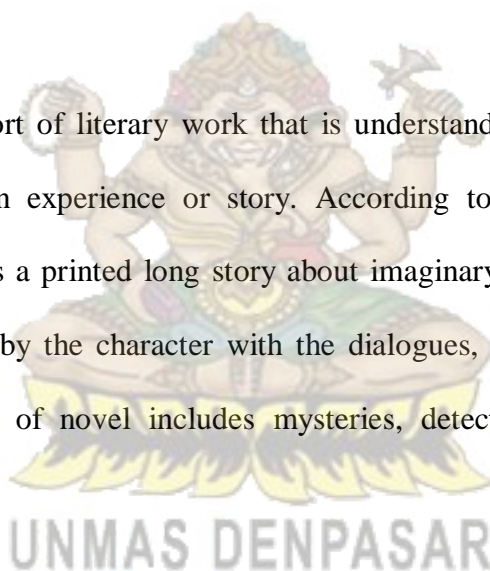 ort of literary work that is understand
experience or story. According to
a printed long story about imaginary
by the character with the dialogues,
of novel includes mysteries, detec
UNMAS DENPASAR